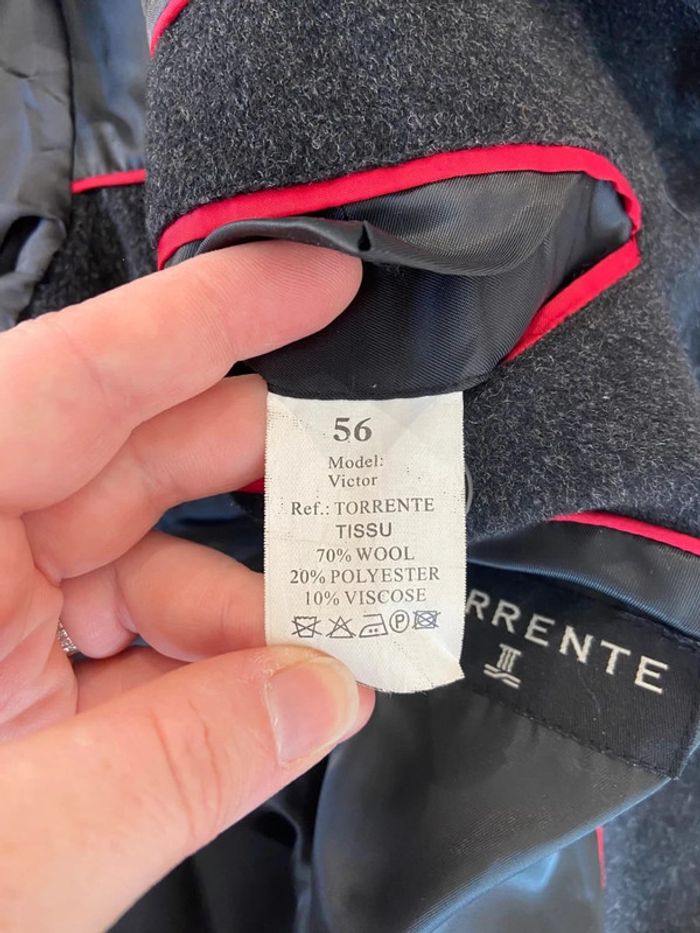 56
Model:
Victor
Ref.: TORRENTE
TISSU
70% WOOL
20% POLYESTER
10% VISCOSE
P
RRENTE